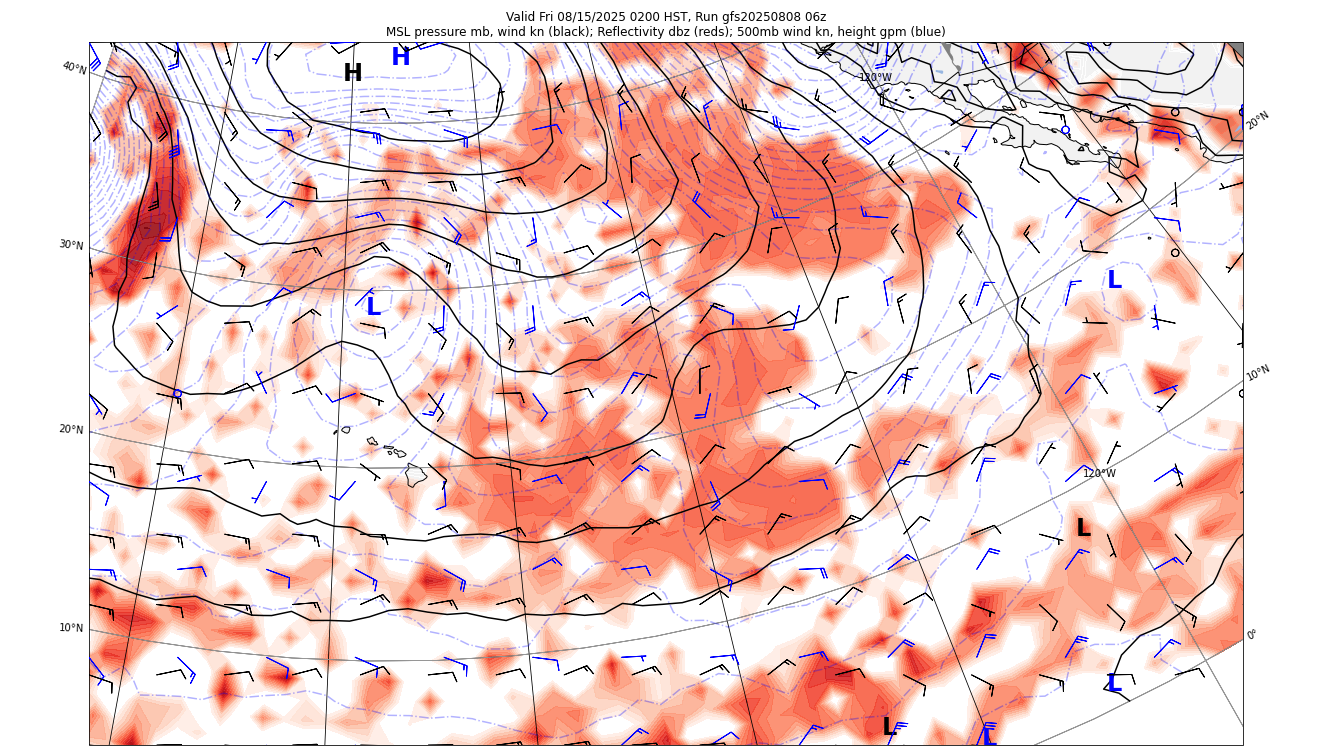 Valid Fri 08/15/2025 0200 HST, Run gfs20250808 06z
MSL pressure mb, wind kn (black); Reflectivity dbz (reds); 500mb wind kn, height gpm (blue)
40°N
H
H
120°W
20°N
30°N
L
L
10°N
20°N
120°W
L
10°N
0°
L
L
L